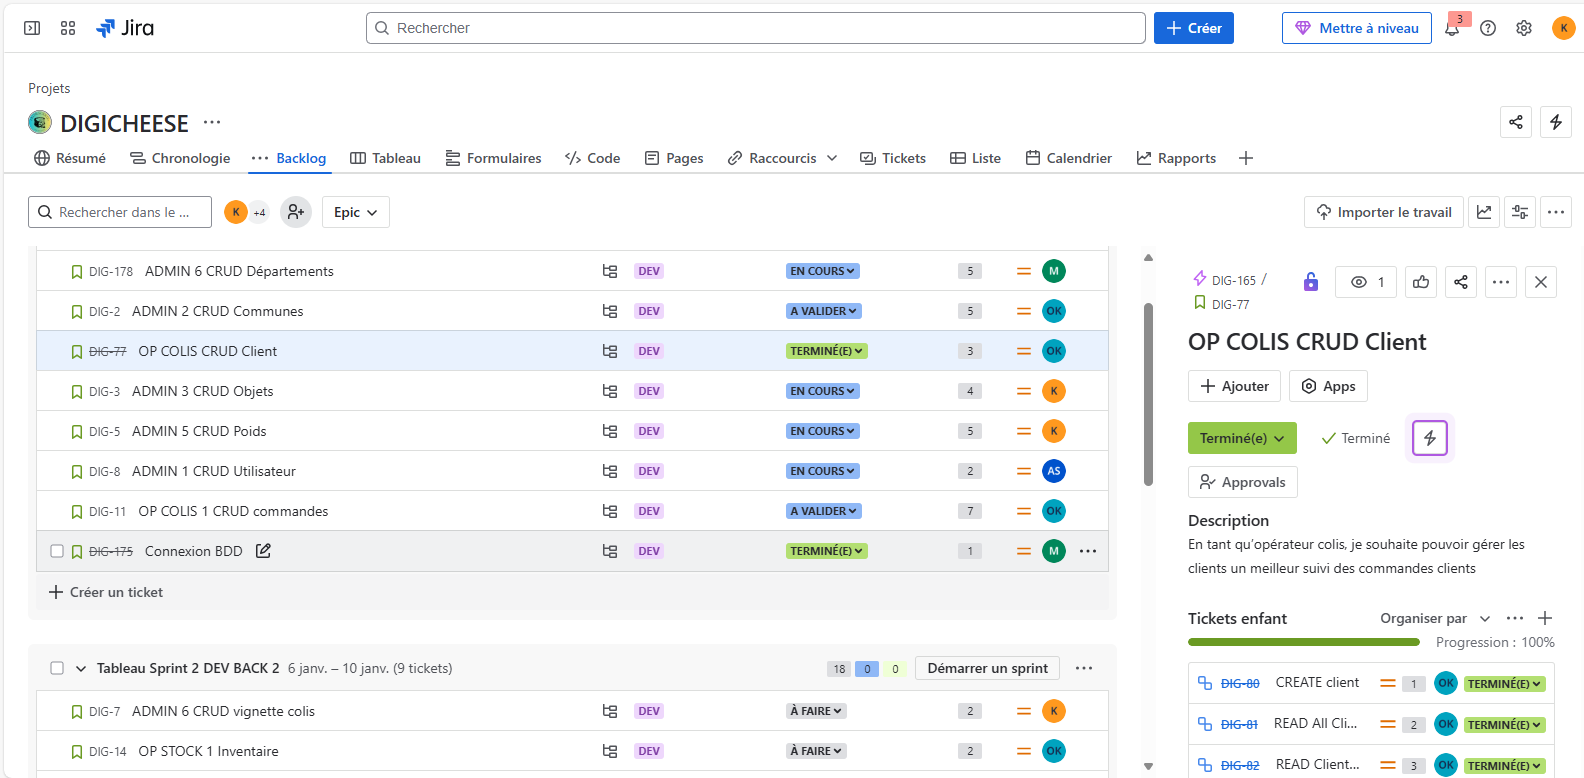 Jira
Rechercher
Créer
Mettre à niveau
3
K
Projets
DIGICHEESE
Résumé
Chronologie
Backlog
Tableau
Formulaires
Code
Pages
Raccourcis
Tickets
Liste
Calendrier
Rapports
Rechercher dans le ...
K
+4
Epic
Importer le travail
DIG-178 ADMIN 6 CRUD Départements DEV EN COURS 5 M
DIG-2 ADMIN 2 CRUD Communes DEV A VALIDER 5 OK
DIG-77 OP COLIS CRUD Client DEV TERMINÉ(E) 3 OK
DIG-3 ADMIN 3 CRUD Objets DEV EN COURS 4 K
DIG-5 ADMIN 5 CRUD Poids DEV EN COURS 5 K
DIG-8 ADMIN 1 CRUD Utilisateur DEV EN COURS 2 AS
DIG-11 OP COLIS 1 CRUD commandes DEV A VALIDER 7 OK
DIG-175 Connexion BDD DEV TERMINÉ(E) 1 M
Créer un ticket
Tableau Sprint 2 DEV BACK 2 6 janv. – 10 janv. (9 tickets) 18 0 0 Démarrer un sprint
DIG-7 ADMIN 6 CRUD vignette colis DEV À FAIRE 2 K
DIG-14 OP STOCK 1 Inventaire DEV À FAIRE 2 OK
DIG-165 /
DIG-77
1
OP COLIS CRUD Client
Ajouter
Apps
Terminé(e)
Terminé
Approvals
Description
En tant qu'opérateur colis, je souhaite pouvoir gérer les
clients un meilleur suivi des commandes clients
Tickets enfant
Organiser par
Progression : 100%
DIG-80 CREATE client 1 OK TERMINÉ(E)
DIG-81 READ All Cli... 2 OK TERMINÉ(E)
DIG-82 READ Client... 3 OK TERMINÉ(E)